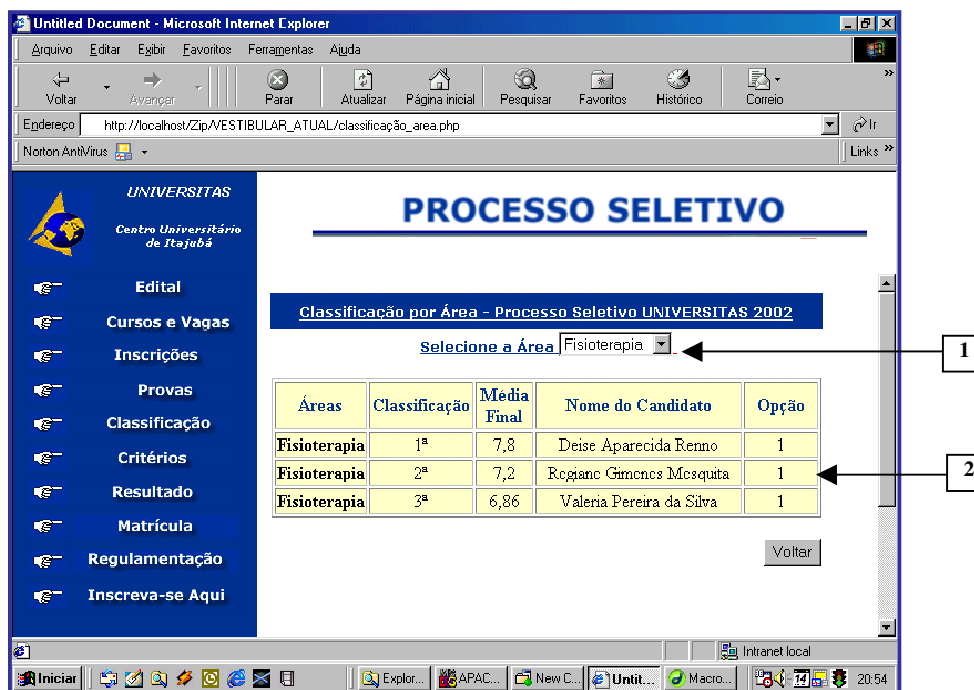 Untitled Document - Microsoft Internet Explorer
Arquivo Editar Exibir Favoritos Ferramentas Ajuda
Voltar Avançar Parar Atualizar Página inicial Pesquisar Favoritos Histórico Correio »
Endereço http://localhost/Zip/VESTIBULAR_ATUAL/classificação_area.php Ir
Norton AntiVirus Links »
UNIVERSITAS
Centro Universitário
de Itajubá
PROCESSO SELETIVO
Edital
Cursos e Vagas
Inscrições
Provas
Classificação
Critérios
Resultado
Matrícula
Regulamentação
Inscreva-se Aqui
Classificação por Área - Processo Seletivo UNIVERSITAS 2002
Selecione a Área Fisioterapia
1
Áreas Classificação Média Final Nome do Candidato Opção
Fisioterapia 1ª 7,8 Deise Aparecida Renno 1
Fisioterapia 2ª 7,2 Regiane Gimenes Mesquita 1
Fisioterapia 3ª 6,86 Valeria Pereira da Silva 1
2
Voltar
Intranet local
Iniciar Explor... APAC... New C... Untit... Macro... 14 20:54